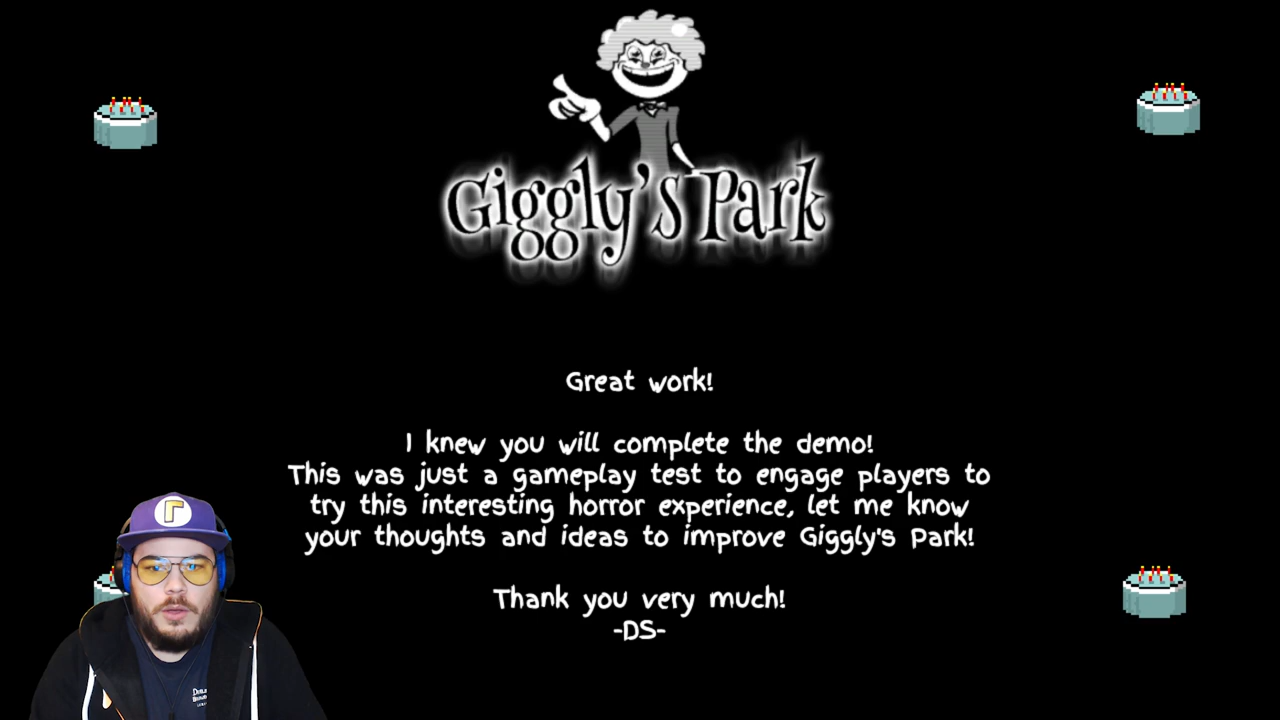 Giggly's Park
Great work!
I knew you will complete the demo!
This was just a gameplay test to engage players to
try this interesting horror experience, let me know
your thoughts and ideas to improve Giggly's Park!
Thank you very much!
-DS-